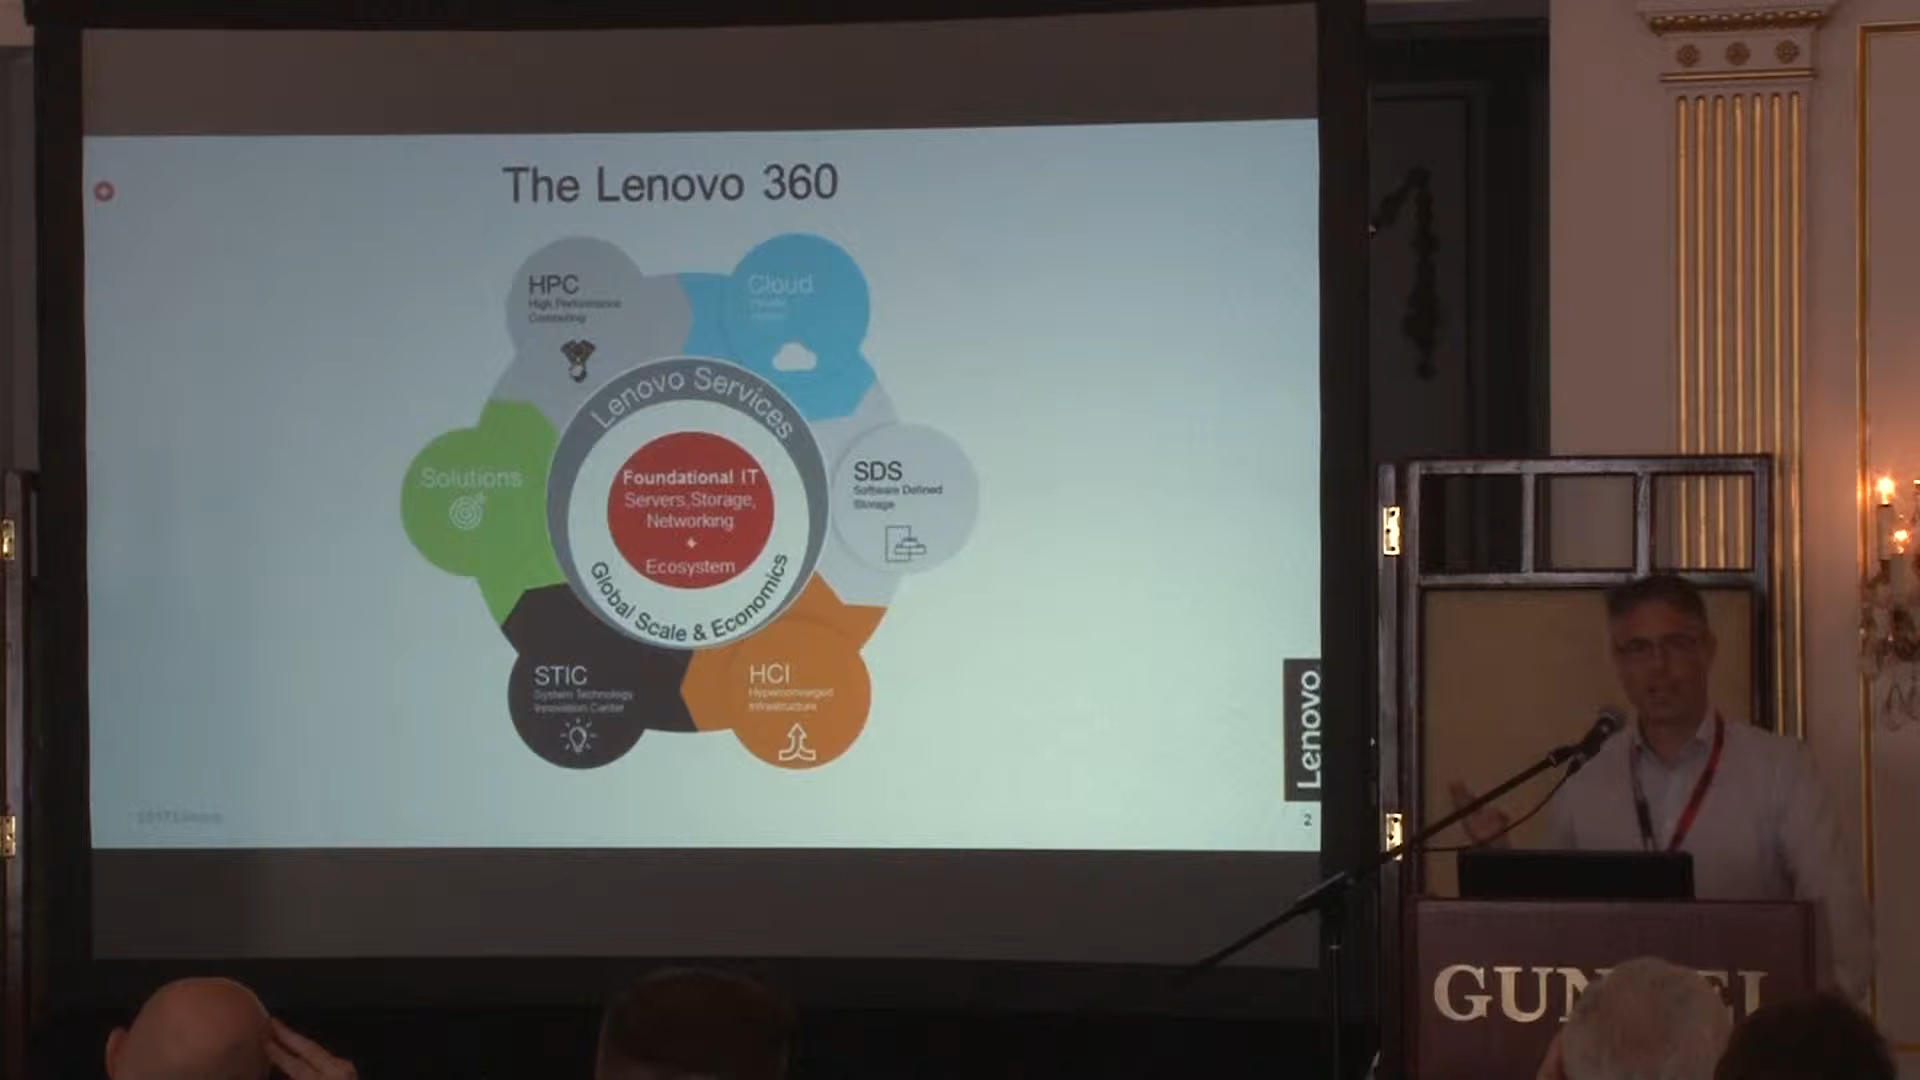 The Lenovo 360
HPC
High Performance
Computing
Cloud
Lenovo Services
Solutions
Foundational IT
Servers,Storage,
Networking
+
Ecosystem
SDS
Software Defined
Storage
Global Scale & Economics
STIC
System Technology
Innovation Center
HCI
Hyperconverged
Infrastructure
Lenovo
2